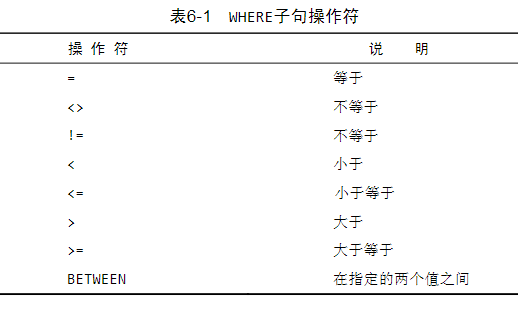 表6-1 WHERE子句操作符
操 作 符 说 明
= 等于
<> 不等于
!= 不等于
< 小于
<= 小于等于
> 大于
>= 大于等于
BETWEEN 在指定的两个值之间